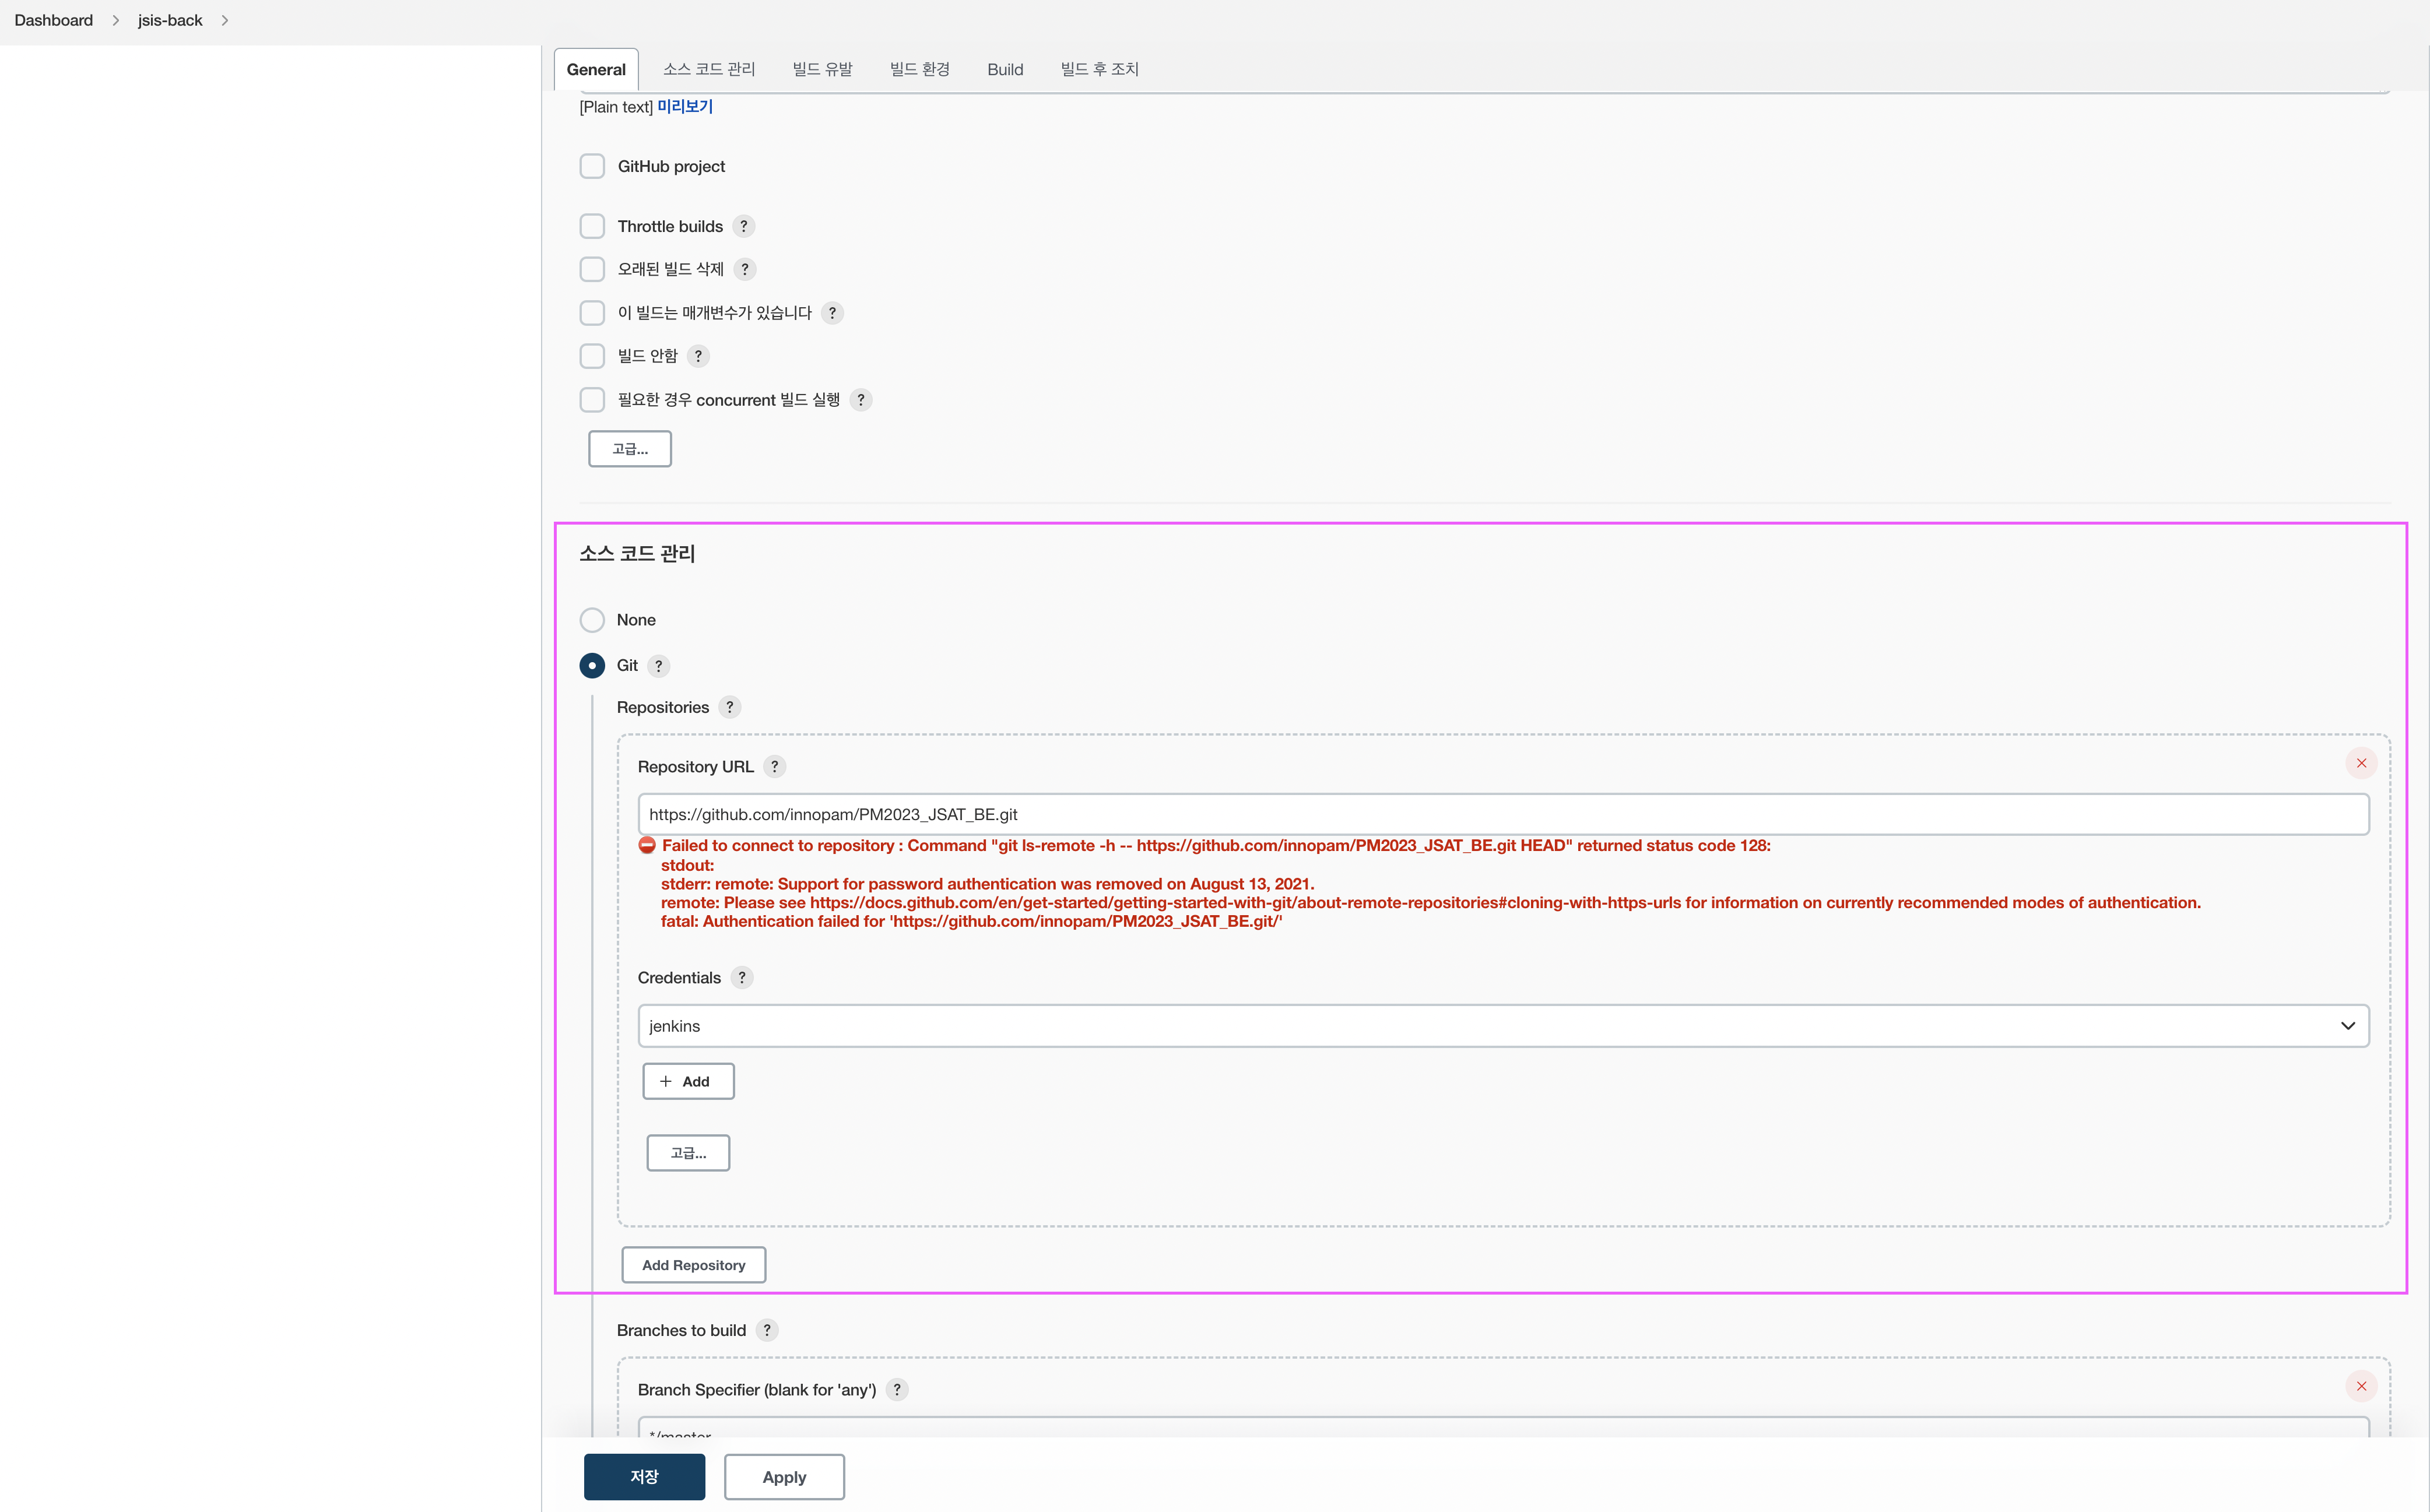 Dashboard > jsis-back >
General 소스 코드 관리 빌드 유발 빌드 환경 Build 빌드 후 조치
[Plain text] 미리보기
GitHub project
Throttle builds ?
오래된 빌드 삭제 ?
이 빌드는 매개변수가 있습니다 ?
빌드 안함 ?
필요한 경우 concurrent 빌드 실행 ?
고급...
소스 코드 관리
None
Git ?
Repositories ?
Repository URL ?
https://github.com/innopam/PM2023_JSAT_BE.git
Failed to connect to repository : Command "git ls-remote -h -- https://github.com/innopam/PM2023_JSAT_BE.git HEAD" returned status code 128:
stdout:
stderr: remote: Support for password authentication was removed on August 13, 2021.
remote: Please see https://docs.github.com/en/get-started/getting-started-with-git/about-remote-repositories#cloning-with-https-urls for information on currently recommended modes of authentication.
fatal: Authentication failed for 'https://github.com/innopam/PM2023_JSAT_BE.git/'
Credentials ?
jenkins
+ Add
고급...
Add Repository
Branches to build ?
Branch Specifier (blank for 'any') ?
*/master
저장 Apply